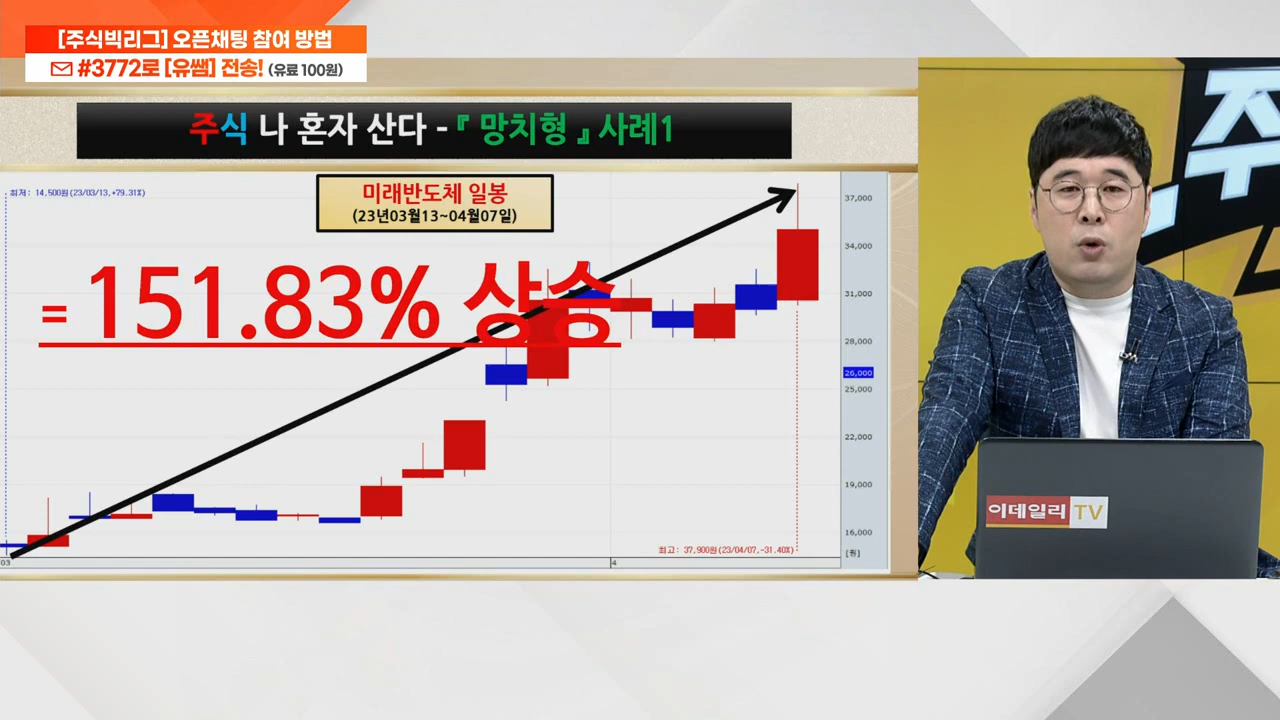 [주식빅리그] 오픈채팅 참여 방법
#3772로 [유쌤] 전송! (유료 100원)
주식 나 혼자 산다 - 『 망치형 』 사례1
최저: 14,500원(23/03/13,+79.31%)
미래반도체 일봉
(23년03월13~04월07일)
= 151.83% 상승
37,000
34,000
31,000
28,000
26,000
25,000
22,000
19,000
16,000
최고: 37,900원(23/04/07,-31.40%)
[원]
03
4
주
이데일리 TV